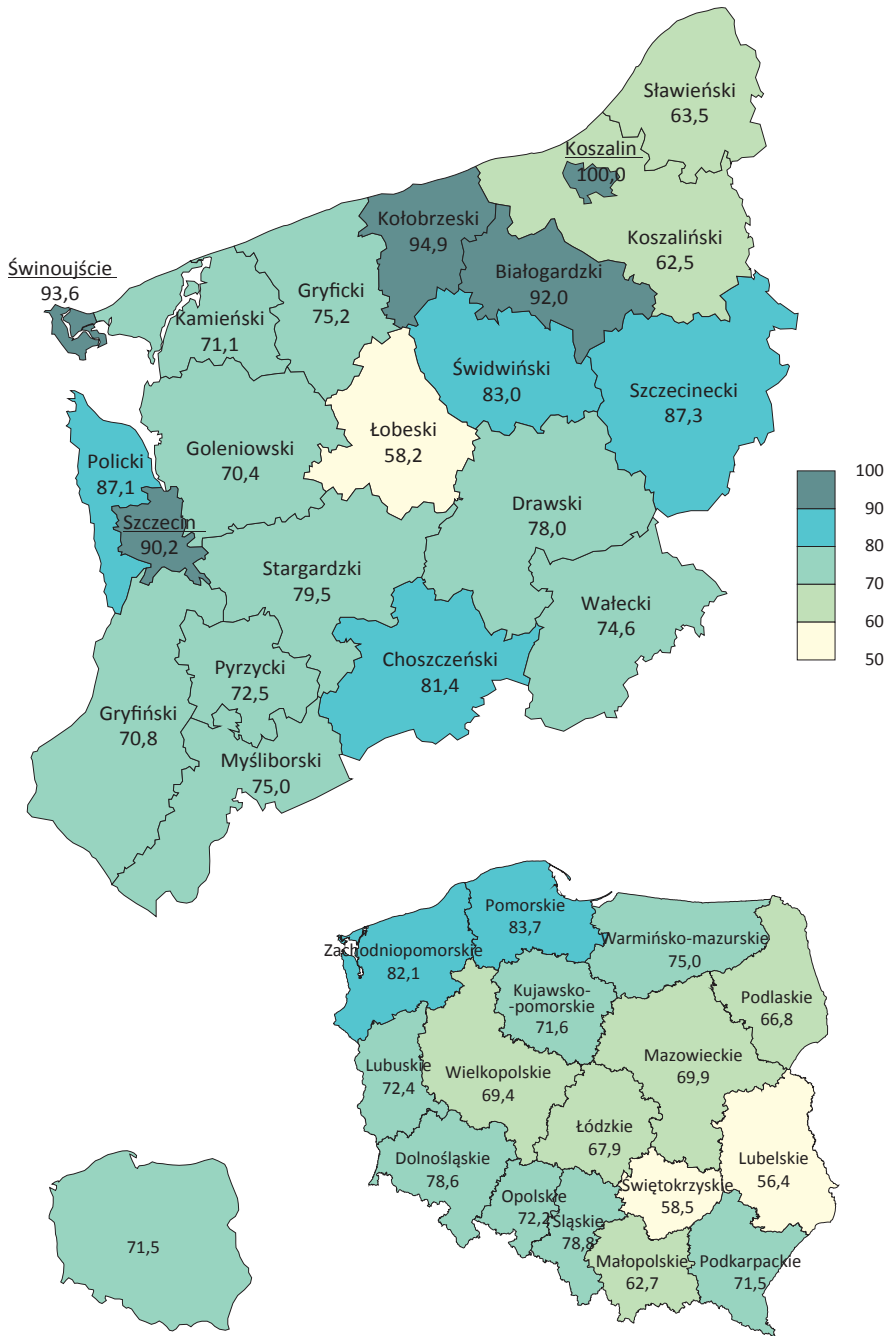 Sławieński
63,5
Koszalin
100,0
Kołobrzeski
94,9
Koszaliński
62,5
Białogardzki
92,0
Świnoujście
93,6
Gryficki
75,2
Kamieński
71,1
Świdwiński
83,0
Szczecinecki
87,3
Łobeski
58,2
Goleniowski
70,4
Policki
87,1
Szczecin
90,2
Drawski
78,0
Stargardzki
79,5
Wałecki
74,6
Choszczeński
81,4
Pyrzycki
72,5
Gryfiński
70,8
Myśliborski
75,0
100
90
80
70
60
50
Pomorskie
83,7
Zachodniopomorskie
82,1
Warmińsko-mazurskie
75,0
Kujawsko-
-pomorskie
71,6
Podlaskie
66,8
Mazowieckie
69,9
Lubuskie
72,4
Wielkopolskie
69,4
Łódzkie
67,9
Lubelskie
56,4
Dolnośląskie
78,6
Opolskie
72,2
Śląskie
78,8
Świętokrzyskie
58,5
Małopolskie
62,7
Podkarpackie
71,5
71,5